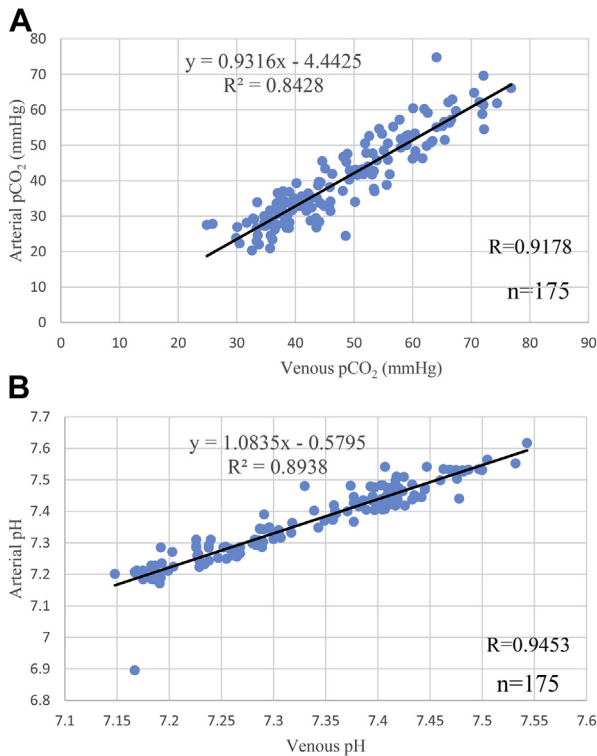 A
80
y = 0.9316x - 4.4425
70
R² = 0.8428
60
50
40
30
R=0.9178
20
10
n=175
0
0 10 20 30 40 50 60 70 80 90
Arterial pCO₂ (mmHg)
Venous pCO₂ (mmHg)
B
7.7
y = 1.0835x - 0.5795
7.6
R² = 0.8938
7.5
7.4
7.3
7.2
7.1
7
R=0.9453
6.9
n=175
6.8
7.1 7.15 7.2 7.25 7.3 7.35 7.4 7.45 7.5 7.55 7.6
Arterial pH
Venous pH